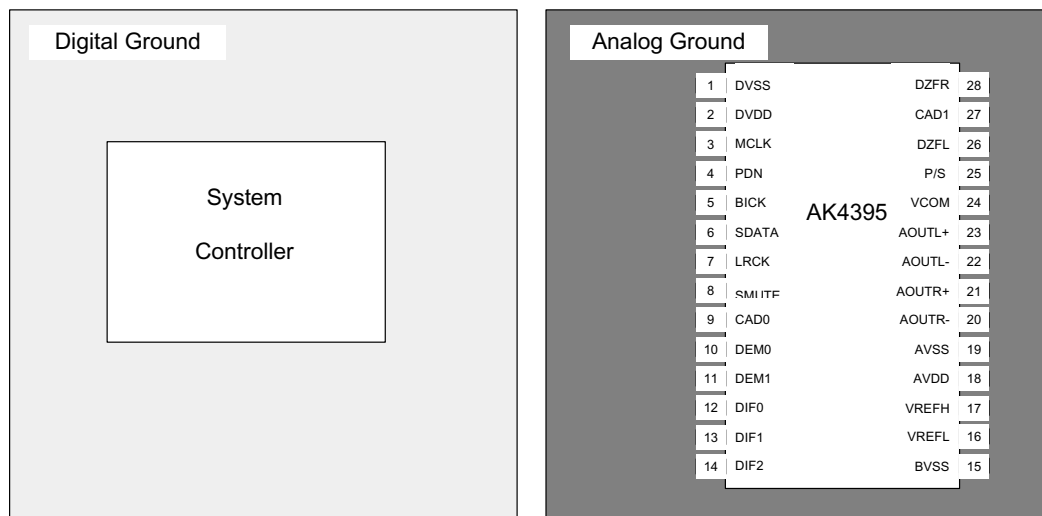 Digital Ground
System
Controller
Analog Ground
AK4395
1 DVSS
2 DVDD
3 MCLK
4 PDN
5 BICK
6 SDATA
7 LRCK
8 SMUTE
9 CAD0
10 DEM0
11 DEM1
12 DIF0
13 DIF1
14 DIF2
DZFR 28
CAD1 27
DZFL 26
P/S 25
VCOM 24
AOUTL+ 23
AOUTL- 22
AOUTR+ 21
AOUTR- 20
AVSS 19
AVDD 18
VREFH 17
VREFL 16
BVSS 15